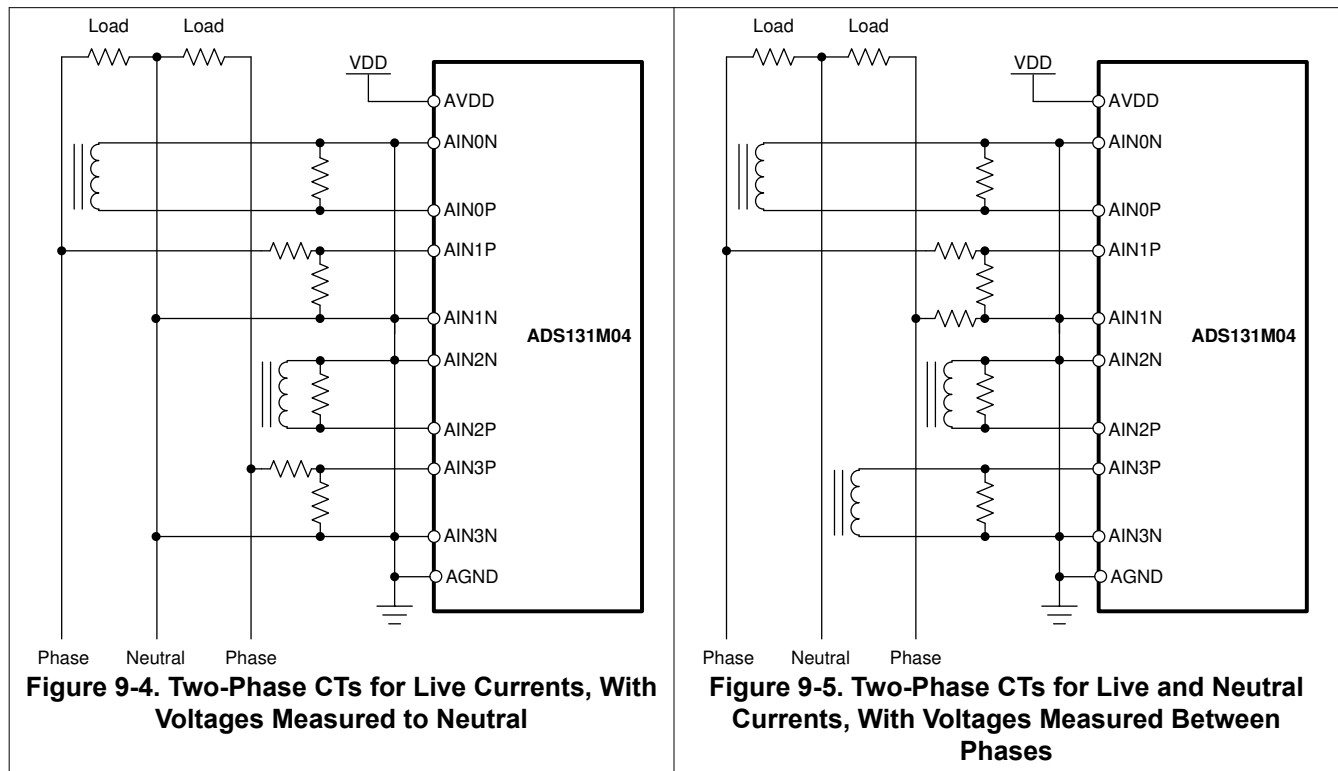 Load
Load
VDD
AVDD
AIN0N
AIN0P
AIN1P
AIN1N
ADS131M04
AIN2N
AIN2P
AIN3P
AIN3N
AGND
Phase
Neutral
Phase
Figure 9-4. Two-Phase CTs for Live Currents, With
Voltages Measured to Neutral
Load
Load
VDD
AVDD
AIN0N
AIN0P
AIN1P
AIN1N
ADS131M04
AIN2N
AIN2P
AIN3P
AIN3N
AGND
Phase
Neutral
Phase
Figure 9-5. Two-Phase CTs for Live and Neutral
Currents, With Voltages Measured Between
Phases